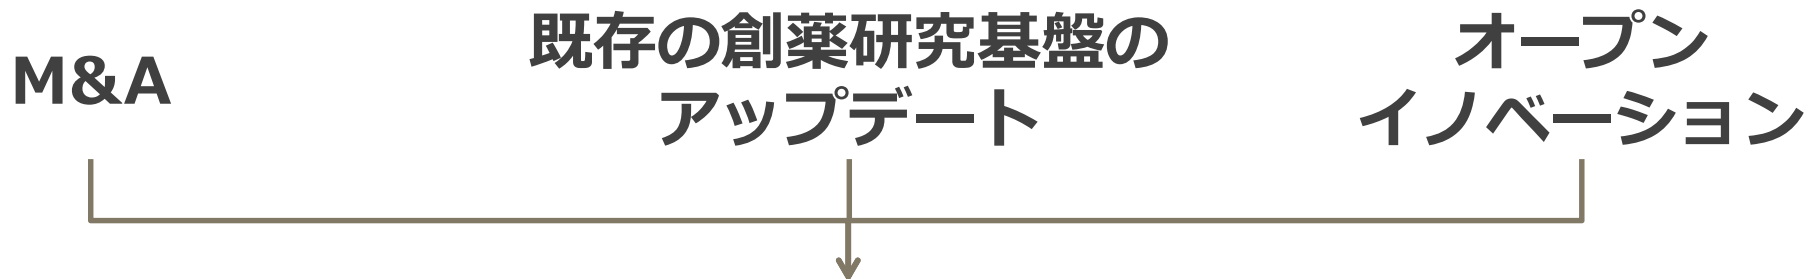 M&A
既存の創薬研究基盤の
アップデート
オープン
イノベーション